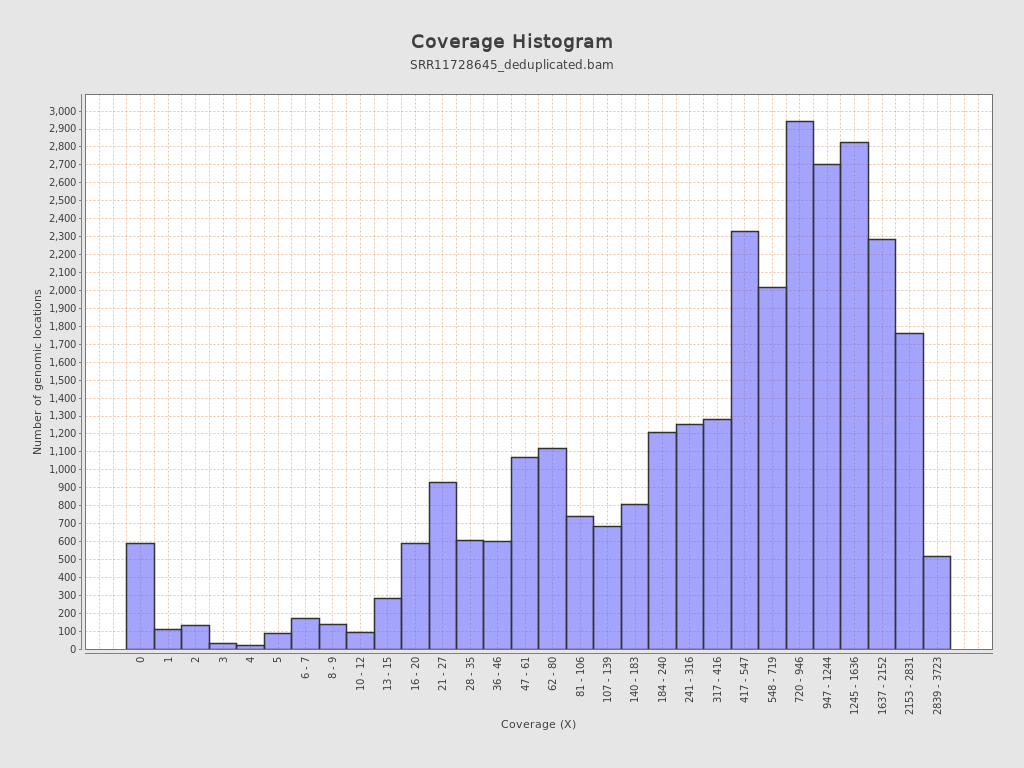 Coverage Histogram
SRR11728645_deduplicated.bam
3,000
2,900
2,800
2,700
2,600
2,500
2,400
2,300
2,200
2,100
2,000
1,900
1,800
1,700
1,600
1,500
1,400
1,300
1,200
1,100
1,000
900
800
700
600
500
400
300
200
100
0
Number of genomic locations
0
1
2
3
4
5
6 - 7
8 - 9
10 - 12
13 - 15
16 - 20
21 - 27
28 - 35
36 - 46
47 - 61
62 - 80
81 - 106
107 - 139
140 - 183
184 - 240
241 - 316
317 - 416
417 - 547
548 - 719
720 - 946
947 - 1244
1245 - 1636
1637 - 2152
2153 - 2831
2839 - 3723
Coverage (X)